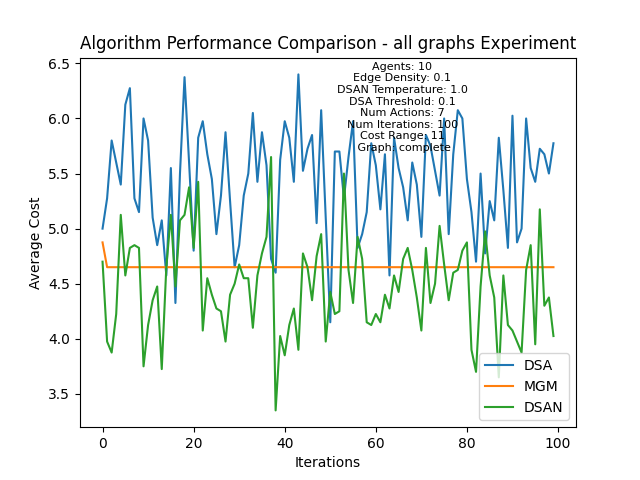 Algorithm Performance Comparison - all graphs Experiment
Agents: 10
Edge Density: 0.1
DSAN Temperature: 1.0
DSA Threshold: 0.1
Num Actions: 7
Num Iterations: 100
Cost Range: 11
Graph: complete
6.5
6.0
5.5
5.0
4.5
4.0
3.5
Average Cost
0
20
40
60
80
100
Iterations
DSA
MGM
DSAN